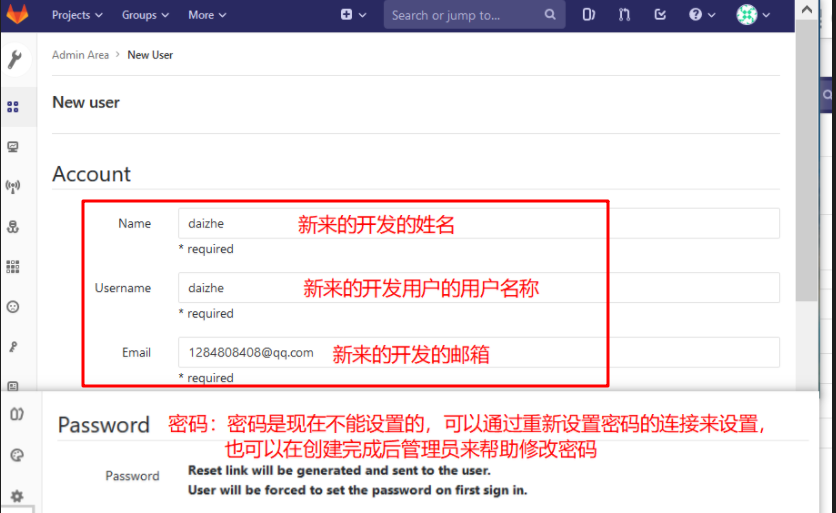 Projects Groups More Search or jump to...
Admin Area > New User
New user
Account
Name daizhe 新来的开发的姓名
* required
Username daizhe 新来的开发用户的用户名称
* required
Email 1284808408@qq.com 新来的开发的邮箱
* required
Password 密码：密码是现在不能设置的，可以通过重新设置密码的连接来设置，
也可以在创建完成后管理员来帮助修改密码
Password Reset link will be generated and sent to the user.
User will be forced to set the password on first sign in.